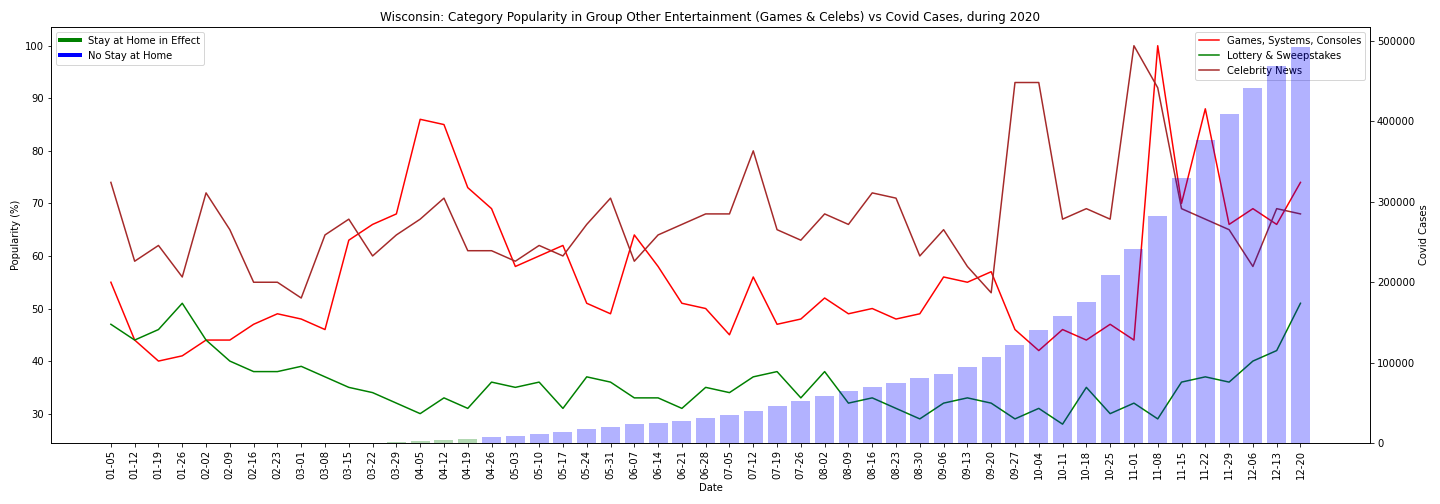 Wisconsin: Category Popularity in Group Other Entertainment (Games & Celebs) vs Covid Cases, during 2020
Stay at Home in Effect
No Stay at Home
Games, Systems, Consoles
Lottery & Sweepstakes
Celebrity News
Popularity (%)
100
90
80
70
60
50
40
30
500000
400000
300000
200000
100000
0
Covid Cases
01-05 01-12 01-19 01-26 02-02 02-09 02-16 02-23 03-01 03-08 03-15 03-22 03-29 04-05 04-12 04-19 04-26 05-03 05-10 05-17 05-24 05-31 06-07 06-14 06-21 06-28 07-05 07-12 07-19 07-26 08-02 08-09 08-16 08-23 08-30 09-06 09-13 09-20 09-27 10-04 10-11 10-18 10-25 11-01 11-08 11-15 11-22 11-29 12-06 12-13 12-20
Date